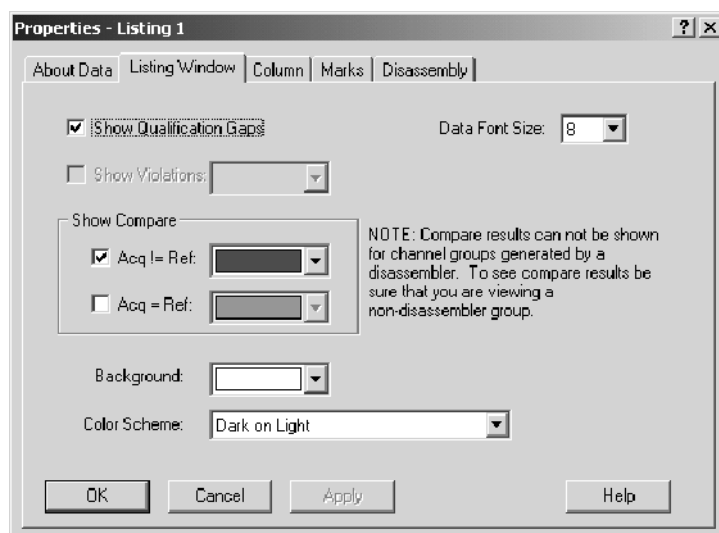 Properties - Listing 1
About Data Listing Window Column Marks Disassembly
Show Qualification Gaps
Data Font Size: 8
Show Violations:
Show Compare
Acq != Ref:
Acq = Ref:
NOTE: Compare results can not be shown
for channel groups generated by a
disassembler. To see compare results be
sure that you are viewing a
non-disassembler group.
Background:
Color Scheme: Dark on Light
OK Cancel Apply Help